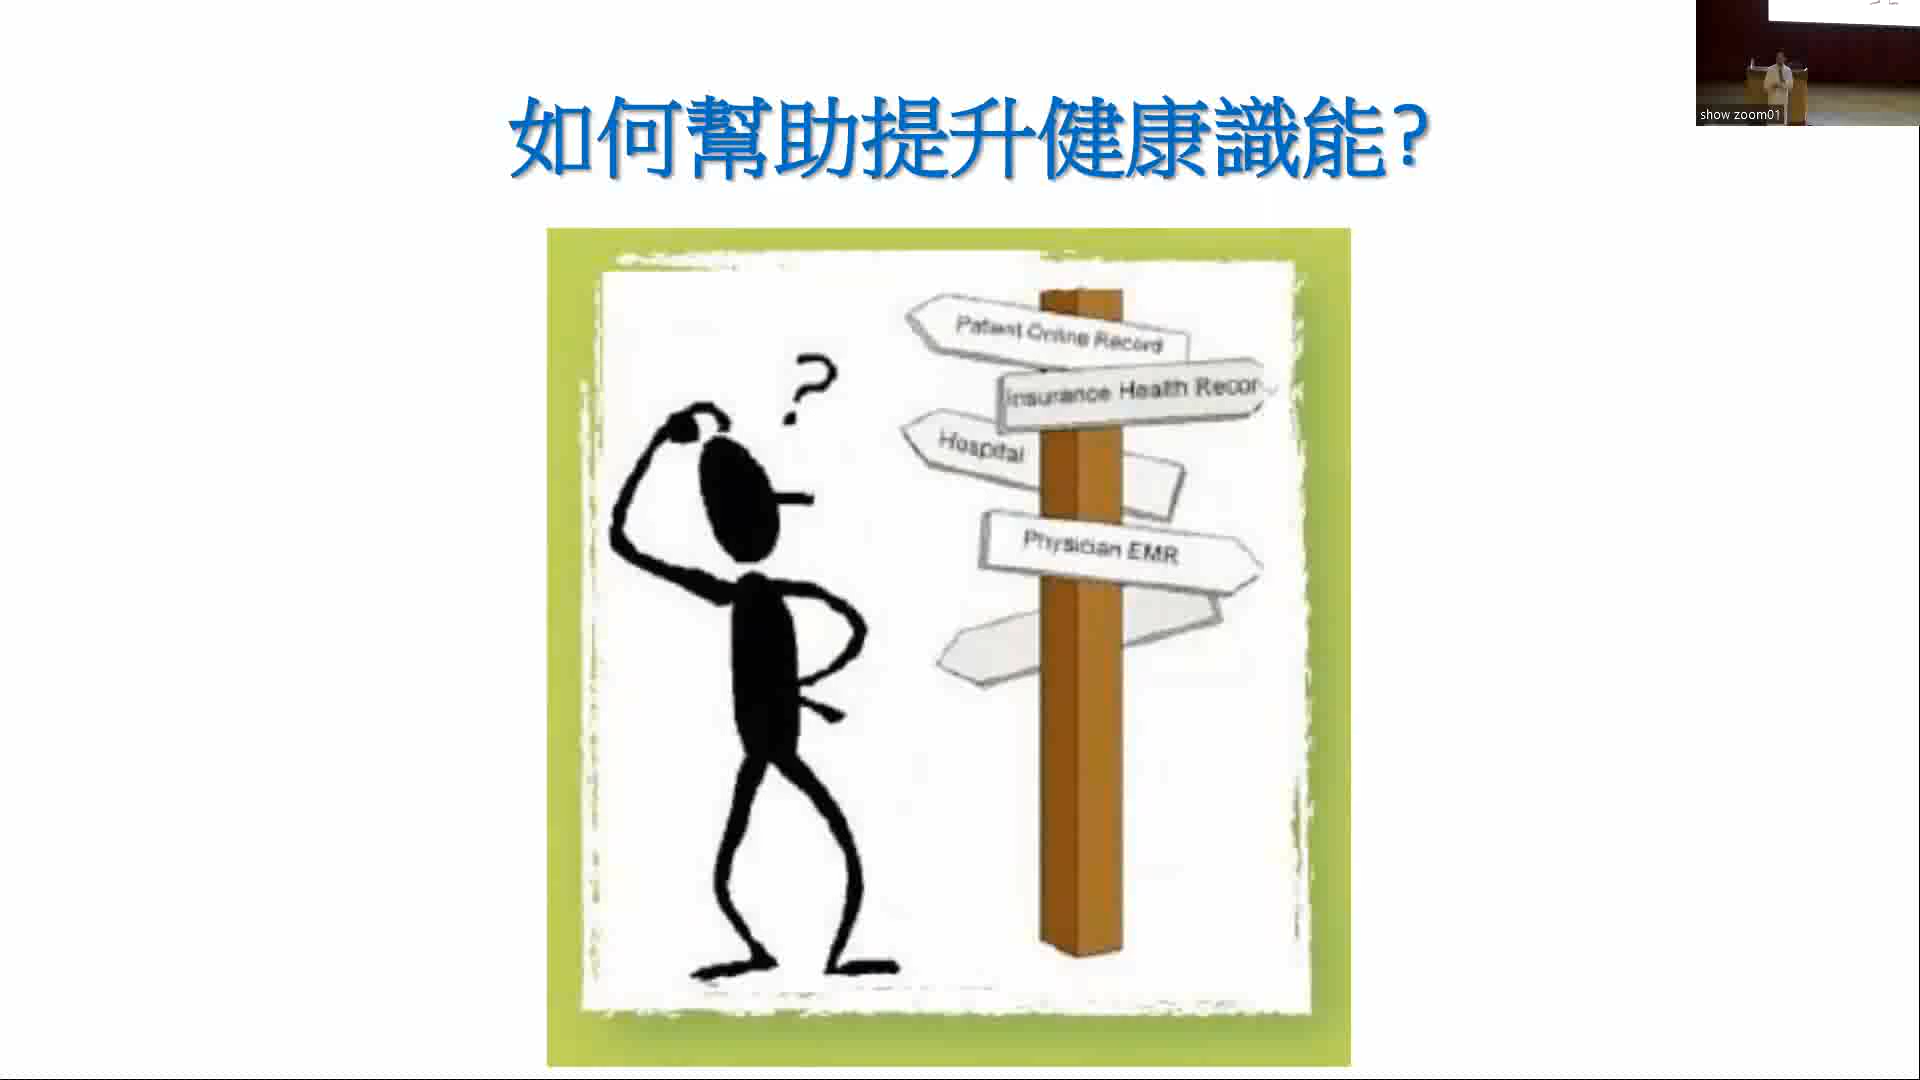 如何幫助提升健康識能?
show zoom01
?
Patient Online Record
Insurance Health Recor
Hospital
Physician EMR